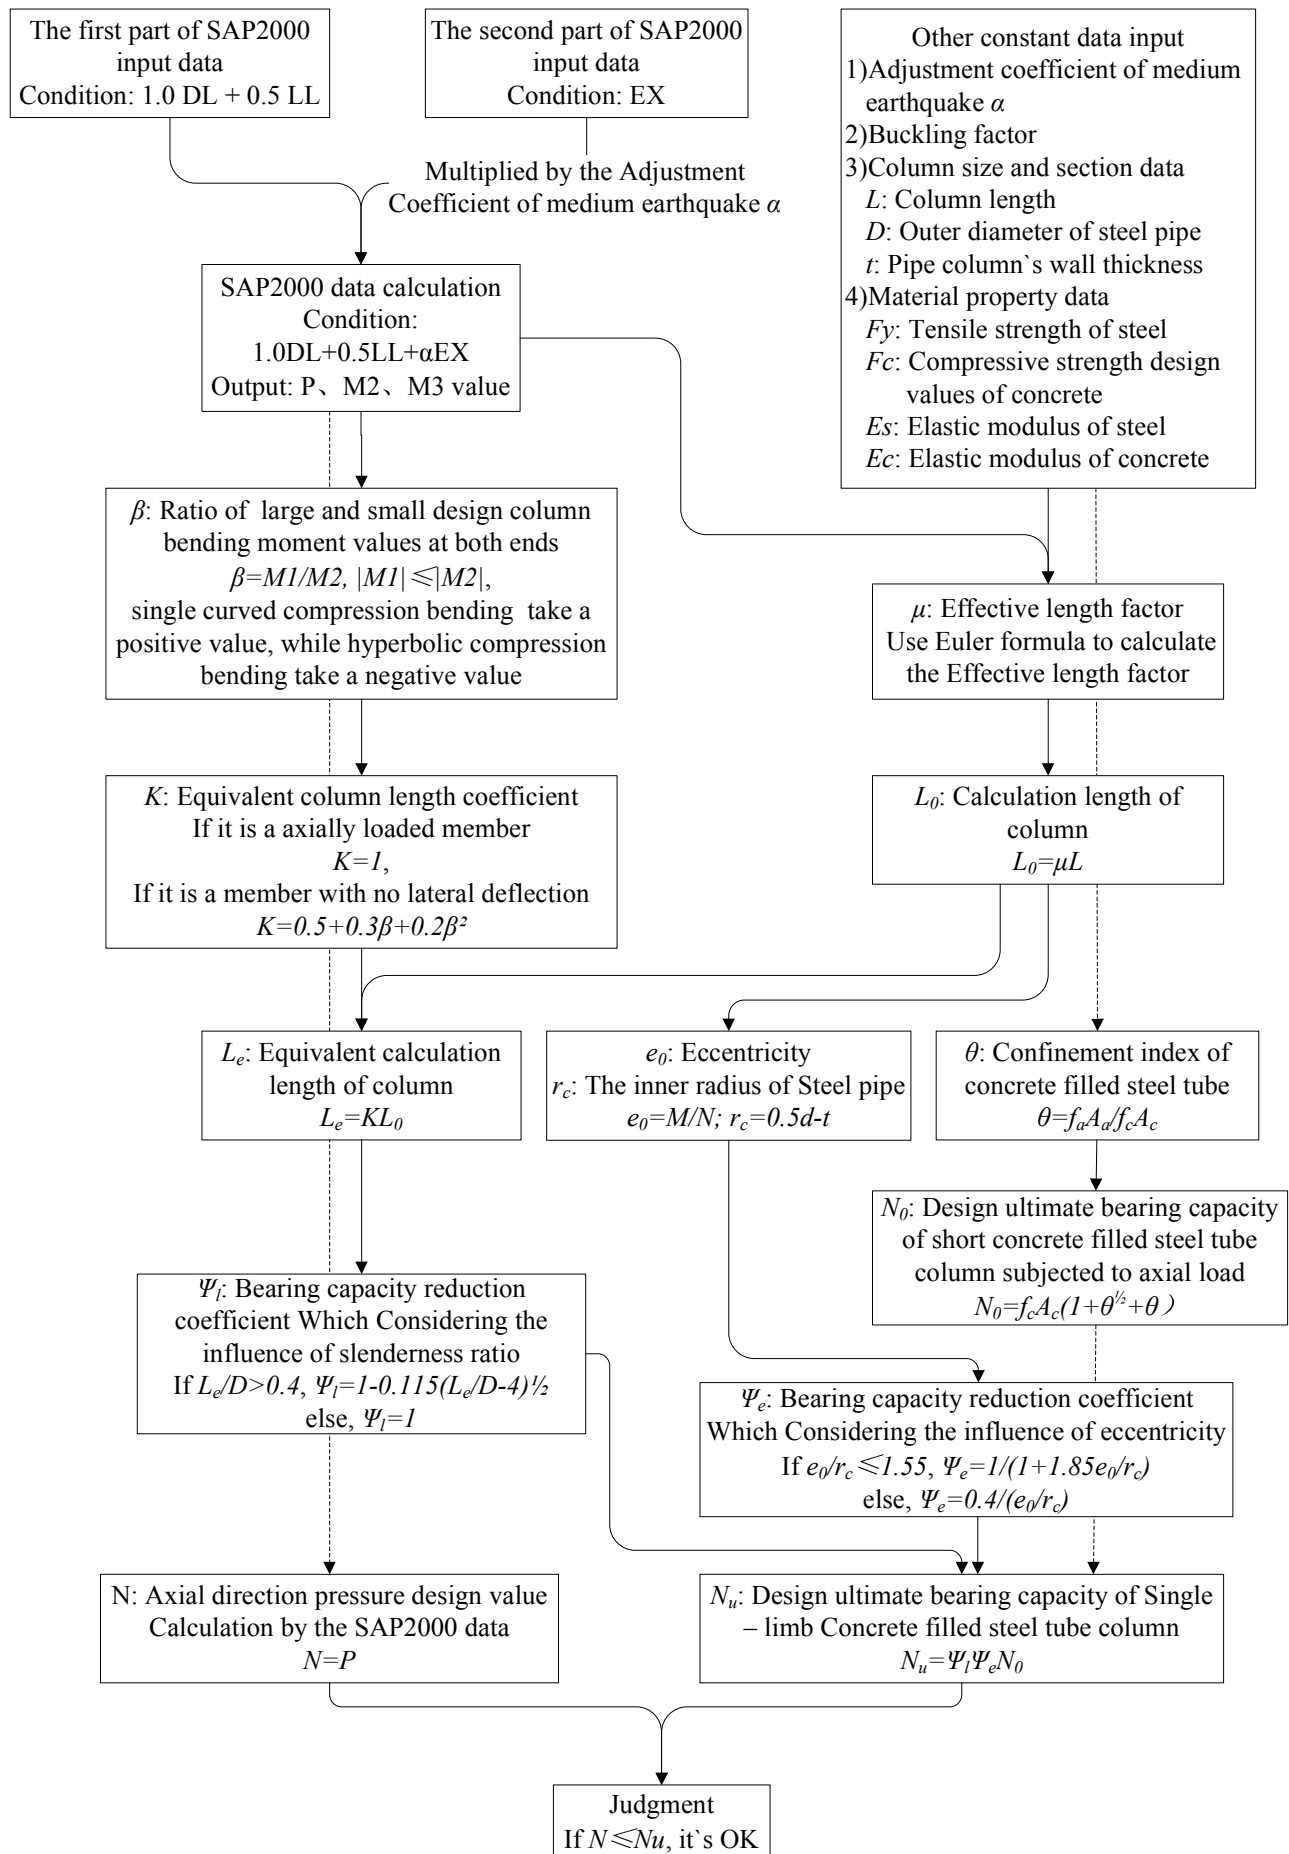 The first part of SAP2000
input data
Condition: 1.0 DL + 0.5 LL
The second part of SAP2000
input data
Condition: EX
Multiplied by the Adjustment
Coefficient of medium earthquake α
Other constant data input
1)Adjustment coefficient of medium
earthquake α
2)Buckling factor
3)Column size and section data
L: Column length
D: Outer diameter of steel pipe
t: Pipe column`s wall thickness
4)Material property data
Fy: Tensile strength of steel
Fc: Compressive strength design
values of concrete
Es: Elastic modulus of steel
Ec: Elastic modulus of concrete
SAP2000 data calculation
Condition:
1.0DL+0.5LL+αEX
Output: P、M2、M3 value
β: Ratio of large and small design column
bending moment values at both ends
β=M1/M2, |M1|≤|M2|,
single curved compression bending take a
positive value, while hyperbolic compression
bending take a negative value
μ: Effective length factor
Use Euler formula to calculate
the Effective length factor
K: Equivalent column length coefficient
If it is a axially loaded member
K=1,
If it is a member with no lateral deflection
K=0.5+0.3β+0.2β²
L₀: Calculation length of
column
L₀=μL
Lₑ: Equivalent calculation
length of column
Lₑ=KL₀
e₀: Eccentricity
r_c: The inner radius of Steel pipe
e₀=M/N; r_c=0.5d-t
θ: Confinement index of
concrete filled steel tube
θ=fₐAₐ/f_cA_c
N₀: Design ultimate bearing capacity
of short concrete filled steel tube
column subjected to axial load
N₀=f_cA_c(1+θ^½+θ）
Ψ_l: Bearing capacity reduction
coefficient Which Considering the
influence of slenderness ratio
If Lₑ/D>0.4, Ψ_l=1-0.115(Lₑ/D-4)½
else, Ψ_l=1
Ψₑ: Bearing capacity reduction coefficient
Which Considering the influence of eccentricity
If e₀/r_c≤1.55, Ψₑ=1/(1+1.85e₀/r_c)
else, Ψₑ=0.4/(e₀/r_c)
N: Axial direction pressure design value
Calculation by the SAP2000 data
N=P
Nᵤ: Design ultimate bearing capacity of Single
– limb Concrete filled steel tube column
Nᵤ=Ψ_lΨₑN₀
Judgment
If N≤Nu, it`s OK